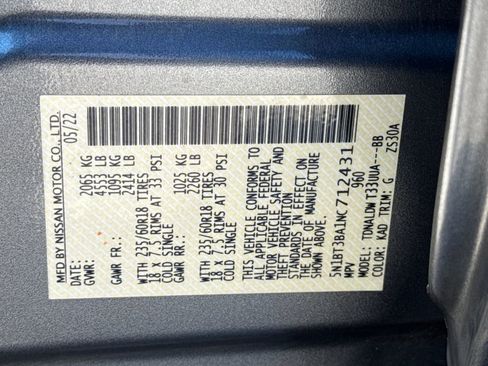 MFD BY NISSAN MOTOR CO., LTD.
DATE: 05/22
GVWR: 2065 KG
4553 LB
GAWR FR.: 1095 KG
2414 LB
WITH 235/60R18 TIRES
18 X 7.5 RIMS AT 33 PSI
COLD SINGLE
GAWR RR.: 1025 KG
2260 LB
WITH 235/60R18 TIRES
18 X 7.5 RIMS AT 30 PSI
COLD SINGLE
THIS VEHICLE CONFORMS TO
ALL APPLICABLE FEDERAL
MOTOR VEHICLE SAFETY AND
THEFT PREVENTION
STANDARDS IN EFFECT ON
THE DATE OF MANUFACTURE
SHOWN ABOVE.
5N1BT3BA1NC712431
MPV 960
MODEL: TDNALDW T33UUA---BB
COLOR: KAD TRIM: G ZS30A